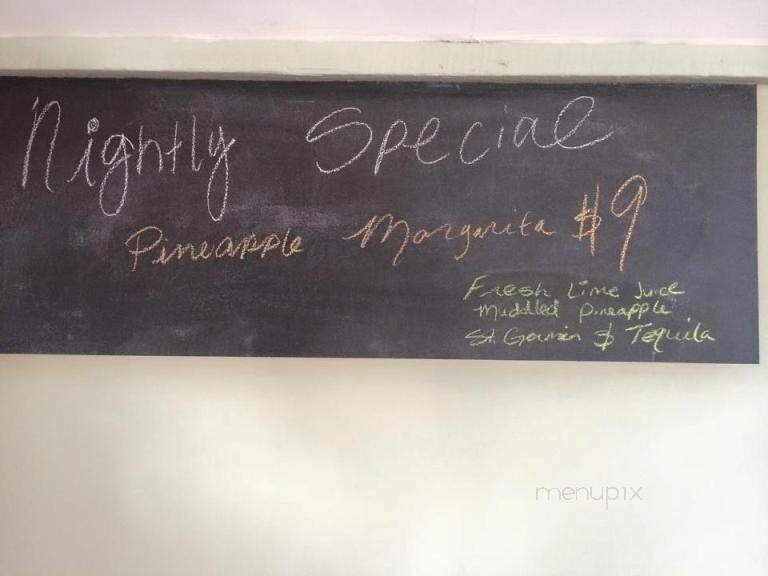 Nightly Special
Pineapple Margarita $9
Fresh Lime Juice
Muddled Pineapple
St. Germain & Tequila
menupix